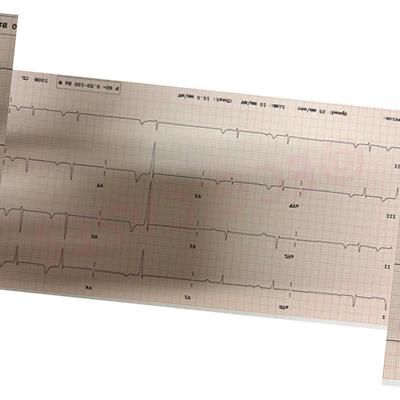 I aVR V1 V4
II aVL V2 V5
III aVF V3 V6
II
Speed: 25 mm/sec Limb: 10 mm/mV Chest: 10.0 mm/mV F 60~ 0.50-100 Hz W 100B CL